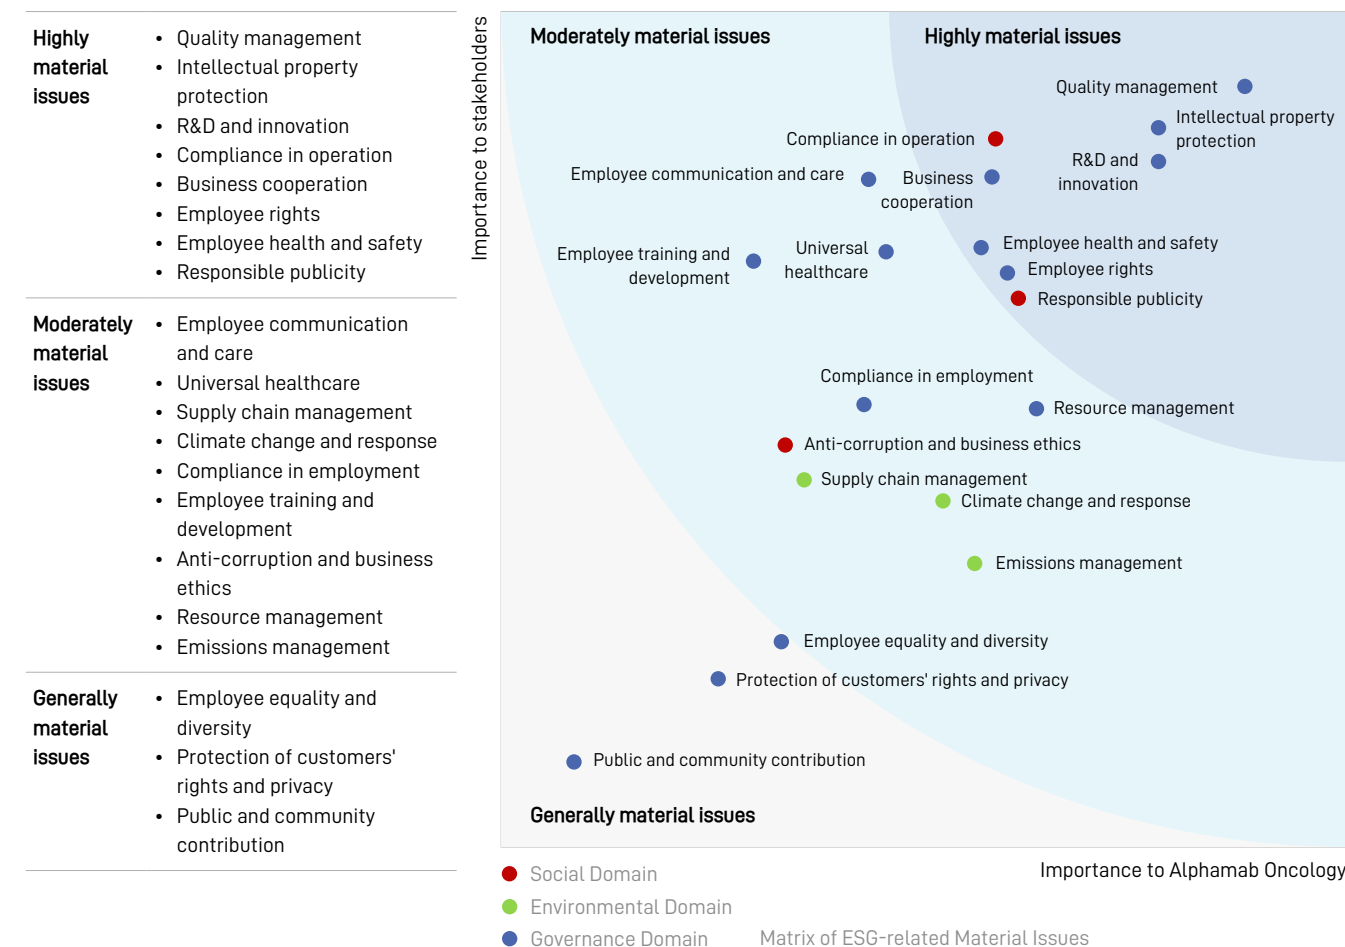 Highly
material
issues
• Quality management
• Intellectual property
protection
• R&D and innovation
• Compliance in operation
• Business cooperation
• Employee rights
• Employee health and safety
• Responsible publicity
Moderately
material
issues
• Employee communication
and care
• Universal healthcare
• Supply chain management
• Climate change and response
• Compliance in employment
• Employee training and
development
• Anti-corruption and business
ethics
• Resource management
• Emissions management
Generally
material
issues
• Employee equality and
diversity
• Protection of customers'
rights and privacy
• Public and community
contribution
Importance to stakeholders
Moderately material issues
Highly material issues
Quality management
Intellectual property
protection
Compliance in operation
R&D and
innovation
Employee communication and care
Business
cooperation
Employee training and
development
Universal
healthcare
Employee health and safety
Employee rights
Responsible publicity
Compliance in employment
Resource management
Anti-corruption and business ethics
Supply chain management
Climate change and response
Emissions management
Employee equality and diversity
Protection of customers' rights and privacy
Public and community contribution
Generally material issues
Importance to Alphamab Oncology
Social Domain
Environmental Domain
Governance Domain
Matrix of ESG-related Material Issues